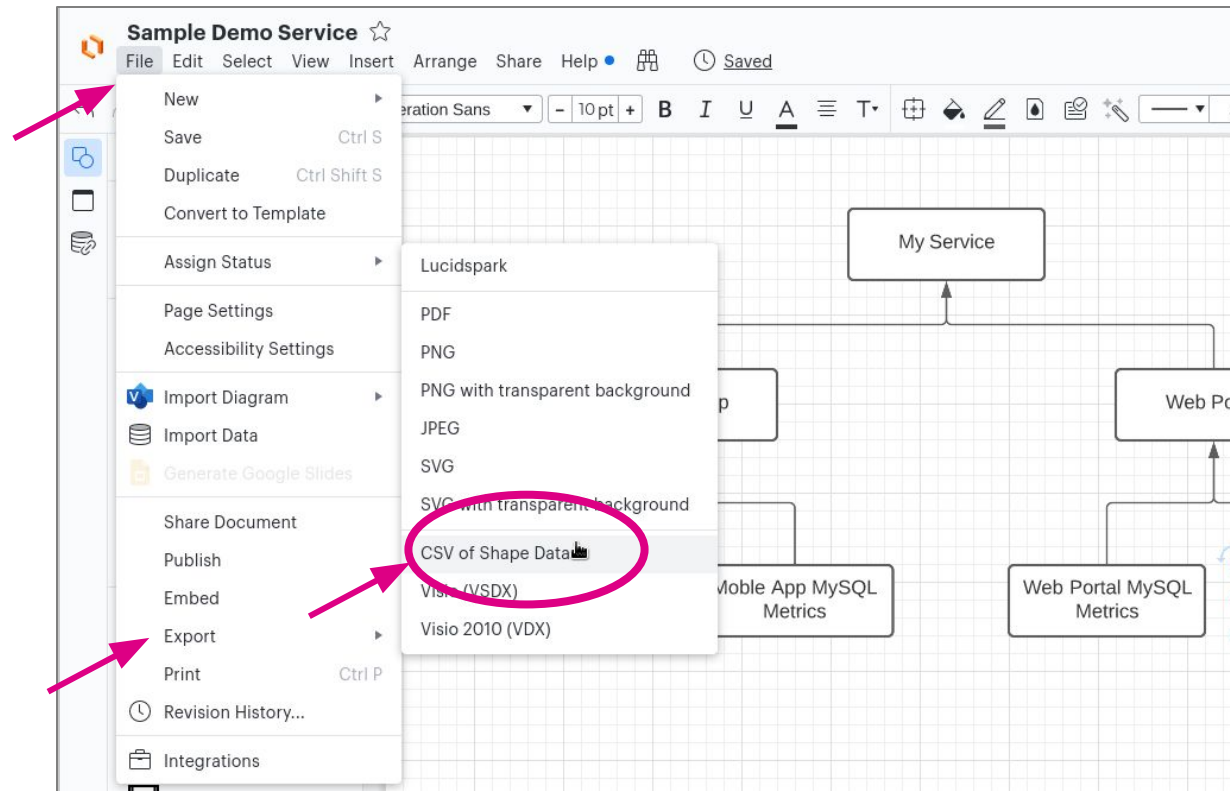 Sample Demo Service
File Edit Select View Insert Arrange Share Help Saved
eration Sans - 10 pt + B I U A T
New
Save Ctrl S
Duplicate Ctrl Shift S
Convert to Template
Assign Status
Page Settings
Accessibility Settings
Import Diagram
Import Data
Generate Google Slides
Share Document
Publish
Embed
Export
Print Ctrl P
Revision History...
Integrations
Lucidspark
PDF
PNG
PNG with transparent background
JPEG
SVG
SVG with transparent background
CSV of Shape Data
Visio (VSDX)
Visio 2010 (VDX)
My Service
p
Web Po
Moble App MySQL
Metrics
Web Portal MySQL
Metrics